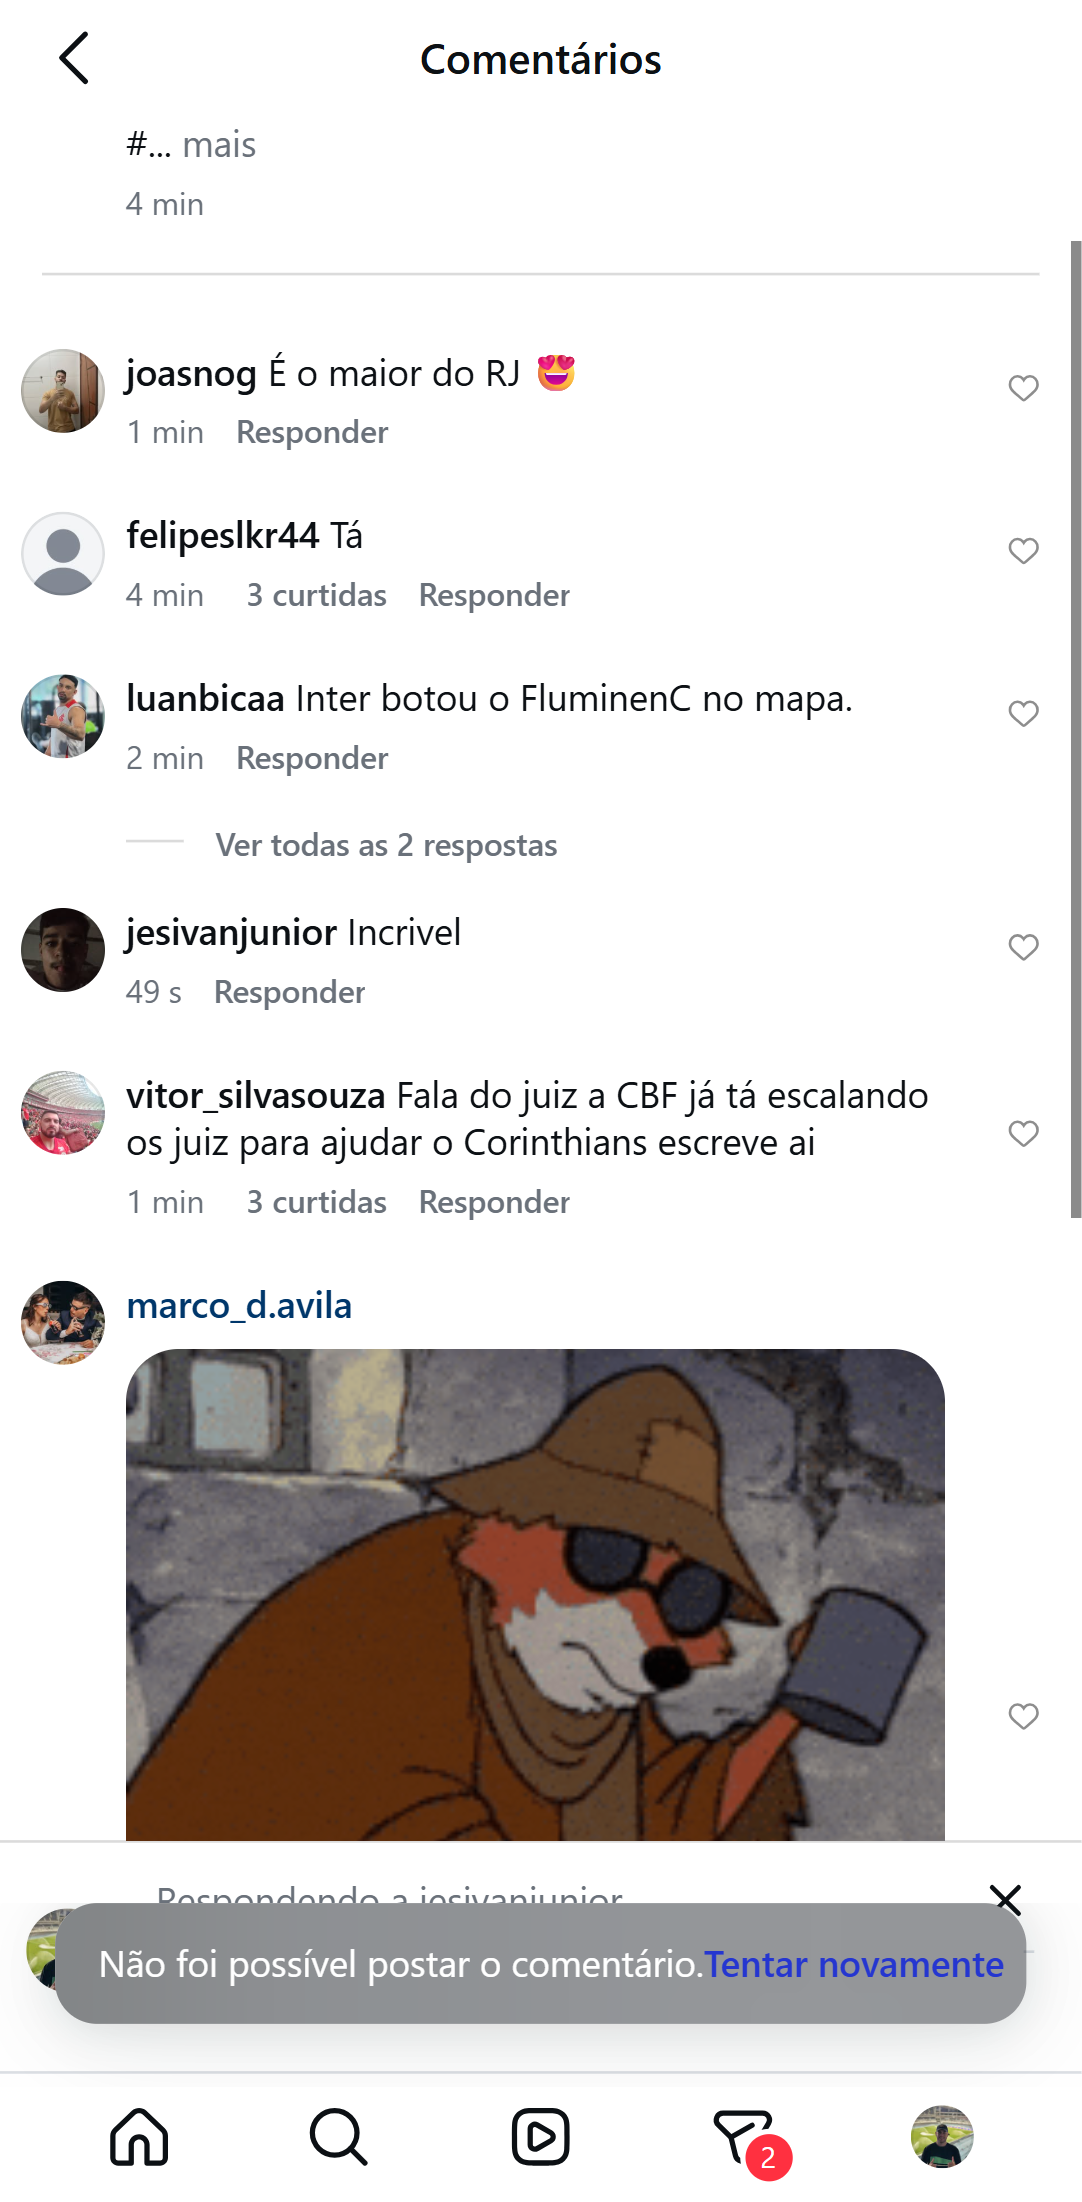 Comentários
#... mais
4 min
joasnog É o maior do RJ 😍
1 min Responder
felipeslkr44 Tá
4 min 3 curtidas Responder
luanbicaa Inter botou o FluminenC no mapa.
2 min Responder
Ver todas as 2 respostas
jesivanjunior Incrivel
49 s Responder
vitor_silvasouza Fala do juiz a CBF já tá escalando
os juiz para ajudar o Corinthians escreve ai
1 min 3 curtidas Responder
marco_d.avila
Respondendo a jesivanjunior
Não foi possível postar o comentário.Tentar novamente
2